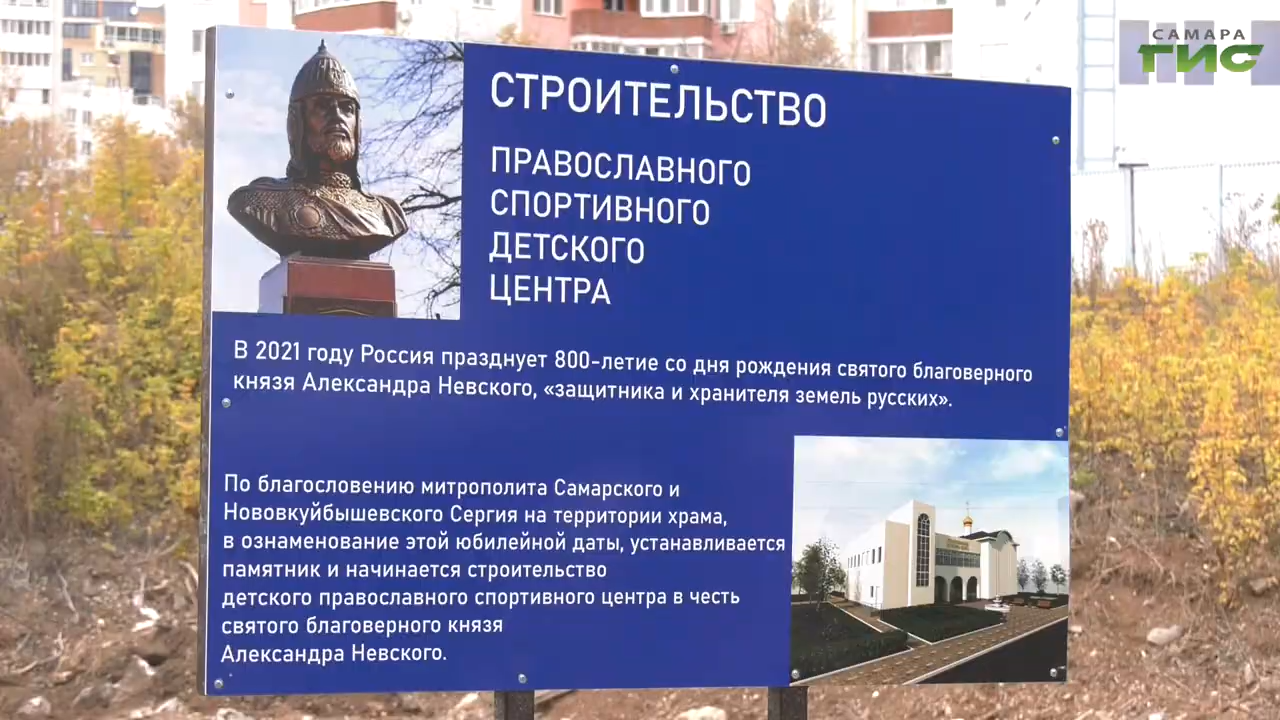 САМАРА
ГИС
СТРОИТЕЛЬСТВО
ПРАВОСЛАВНОГО
СПОРТИВНОГО
ДЕТСКОГО
ЦЕНТРА
В 2021 году Россия празднует 800-летие со дня рождения святого благоверного
князя Александра Невского, «защитника и хранителя земель русских».
По благословению митрополита Самарского и
Нововкуйбышевского Сергия на территории храма,
в ознаменование этой юбилейной даты, устанавливается
памятник и начинается строительство
детского православного спортивного центра в честь
святого благоверного князя
Александра Невского.